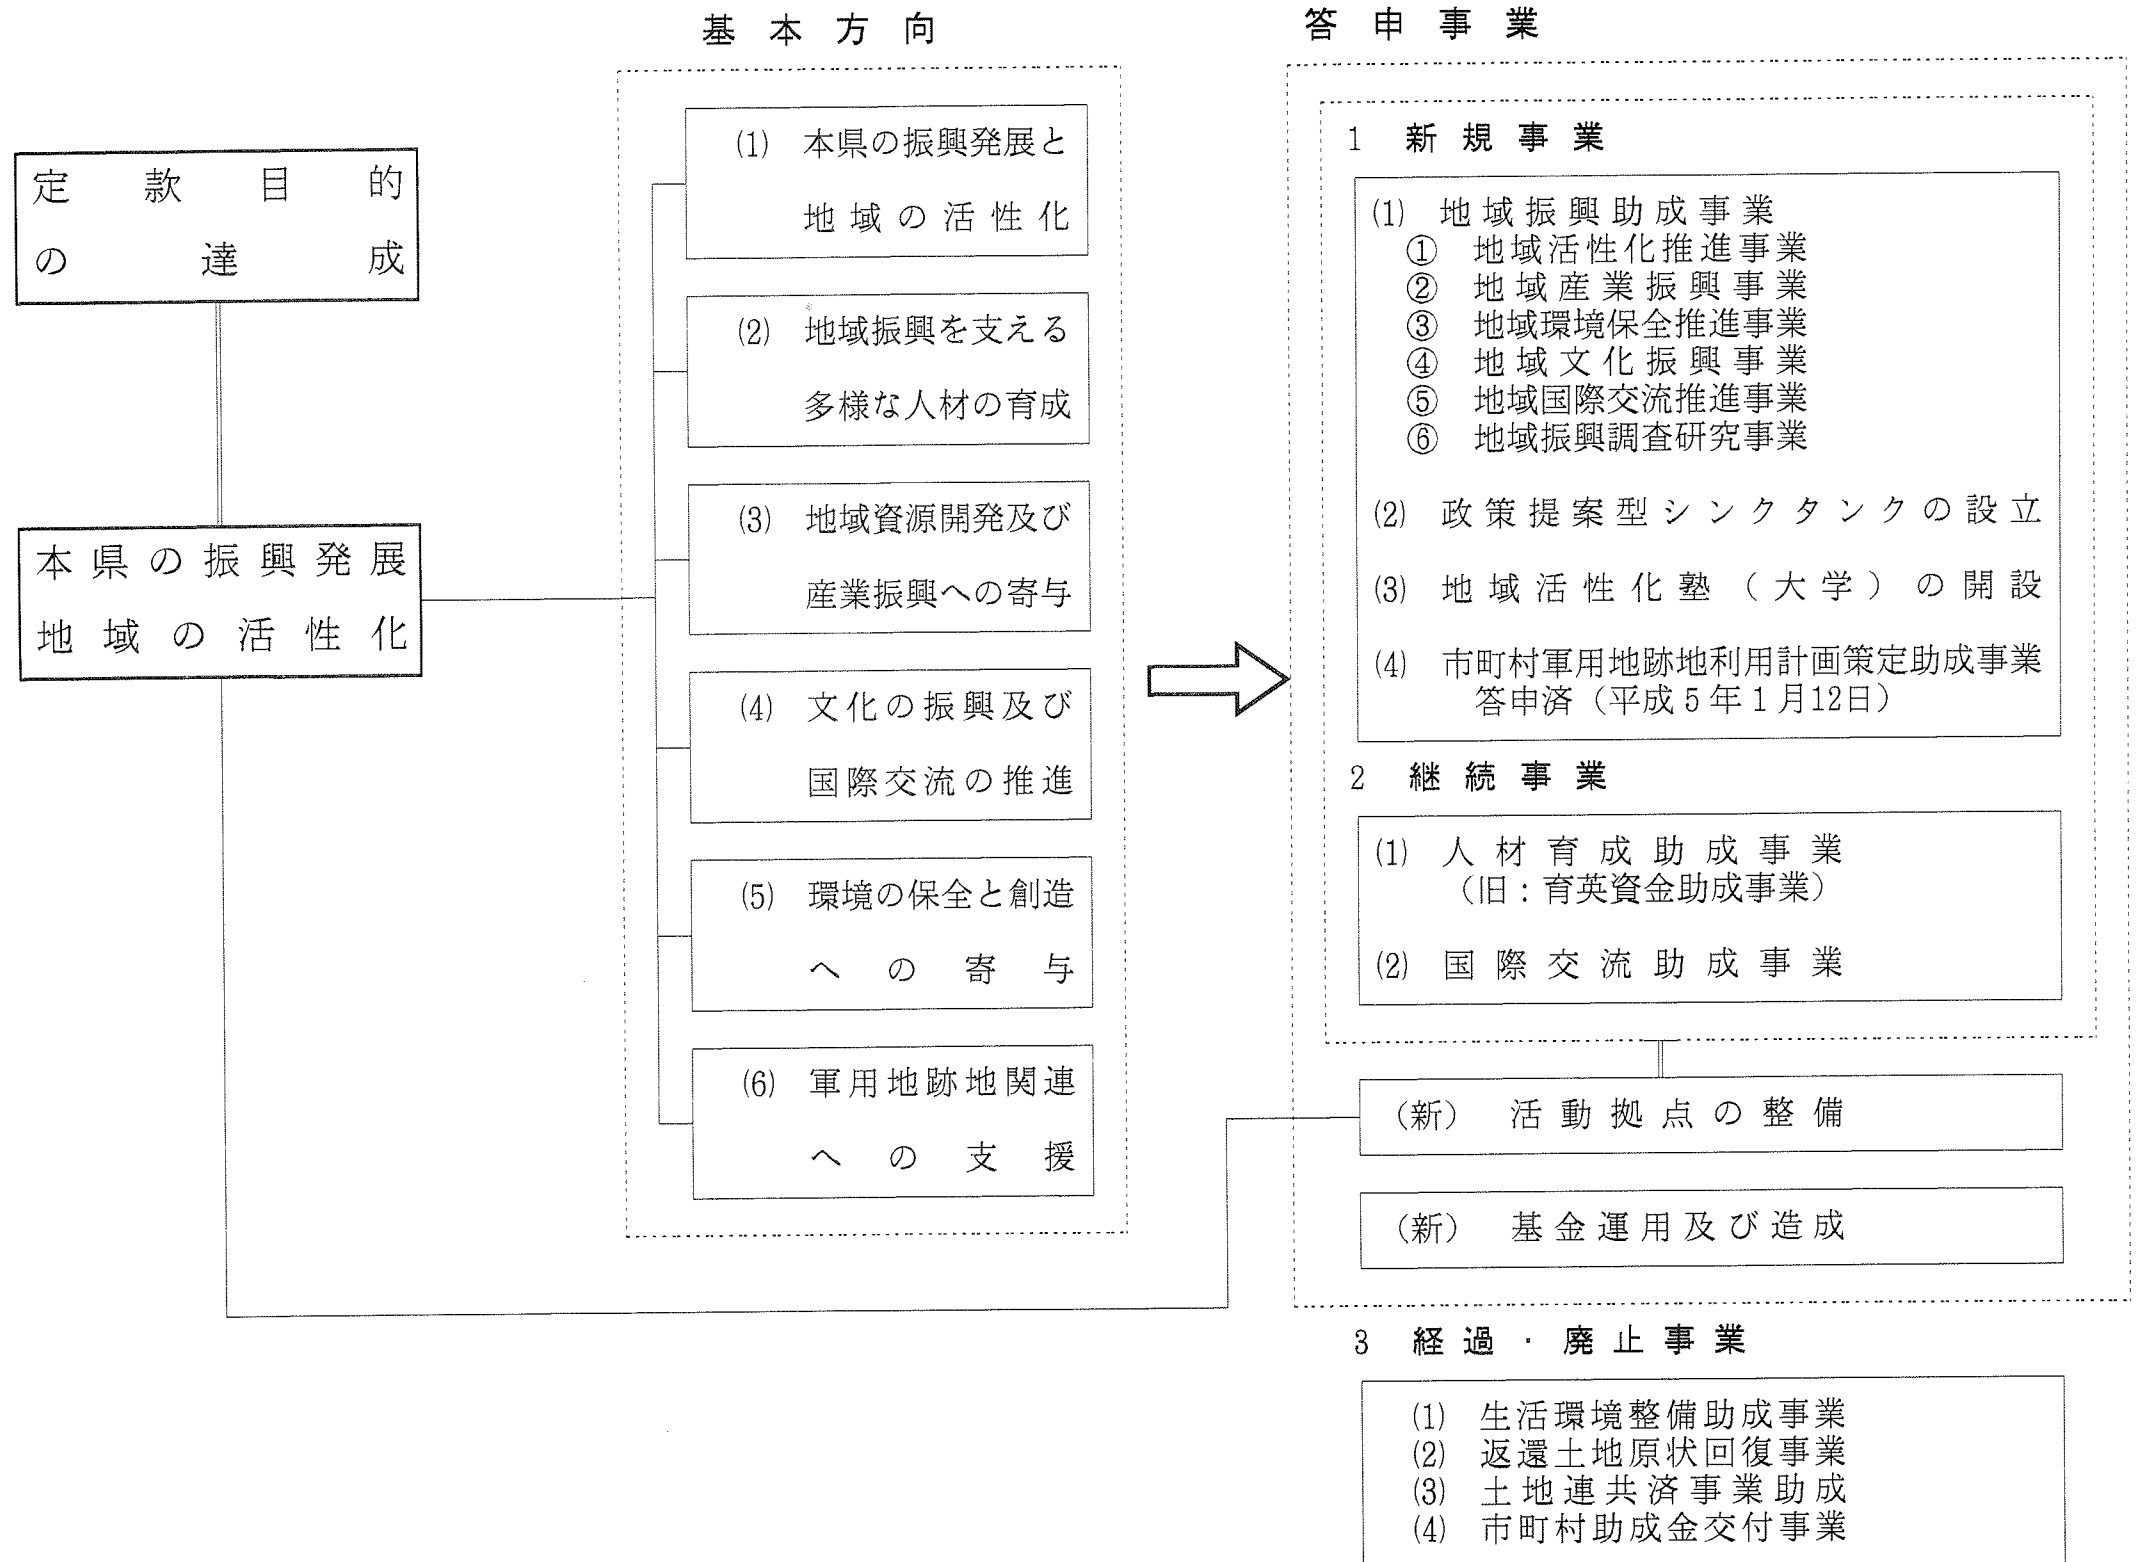 基本方向
答申事業
定款目的
の達成
本県の振興発展
地域の活性化
(1) 本県の振興発展と
地域の活性化
(2) 地域振興を支える
多様な人材の育成
(3) 地域資源開発及び
産業振興への寄与
(4) 文化の振興及び
国際交流の推進
(5) 環境の保全と創造
への寄与
(6) 軍用地跡地関連
への支援
1 新規事業
(1) 地域振興助成事業
① 地域活性化推進事業
② 地域産業振興事業
③ 地域環境保全推進事業
④ 地域文化振興事業
⑤ 地域国際交流推進事業
⑥ 地域振興調査研究事業
(2) 政策提案型シンクタンクの設立
(3) 地域活性化塾（大学）の開設
(4) 市町村軍用地跡地利用計画策定助成事業
答申済（平成5年1月12日）
2 継続事業
(1) 人材育成助成事業
（旧：育英資金助成事業）
(2) 国際交流助成事業
（新） 活動拠点の整備
（新） 基金運用及び造成
3 経過・廃止事業
(1) 生活環境整備助成事業
(2) 返還土地原状回復事業
(3) 土地連共済事業助成
(4) 市町村助成金交付事業